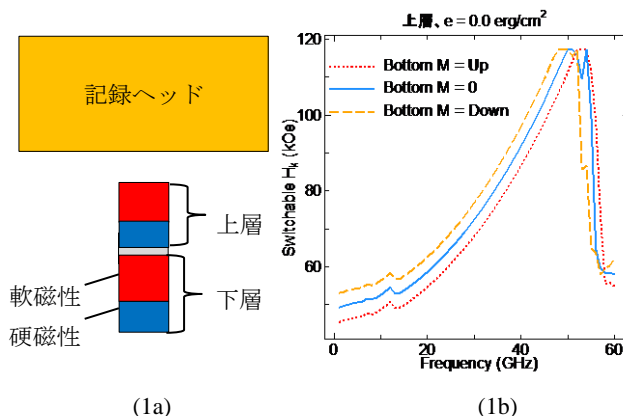 記録ヘッド
上層
下層
軟磁性
硬磁性
(1a)
上層、e = 0.0 erg/cm²
Bottom M = Up
Bottom M = 0
Bottom M = Down
Switchable Hₖ (kOe)
120
100
80
60
0
20
40
60
Frequency (GHz)
(1b)